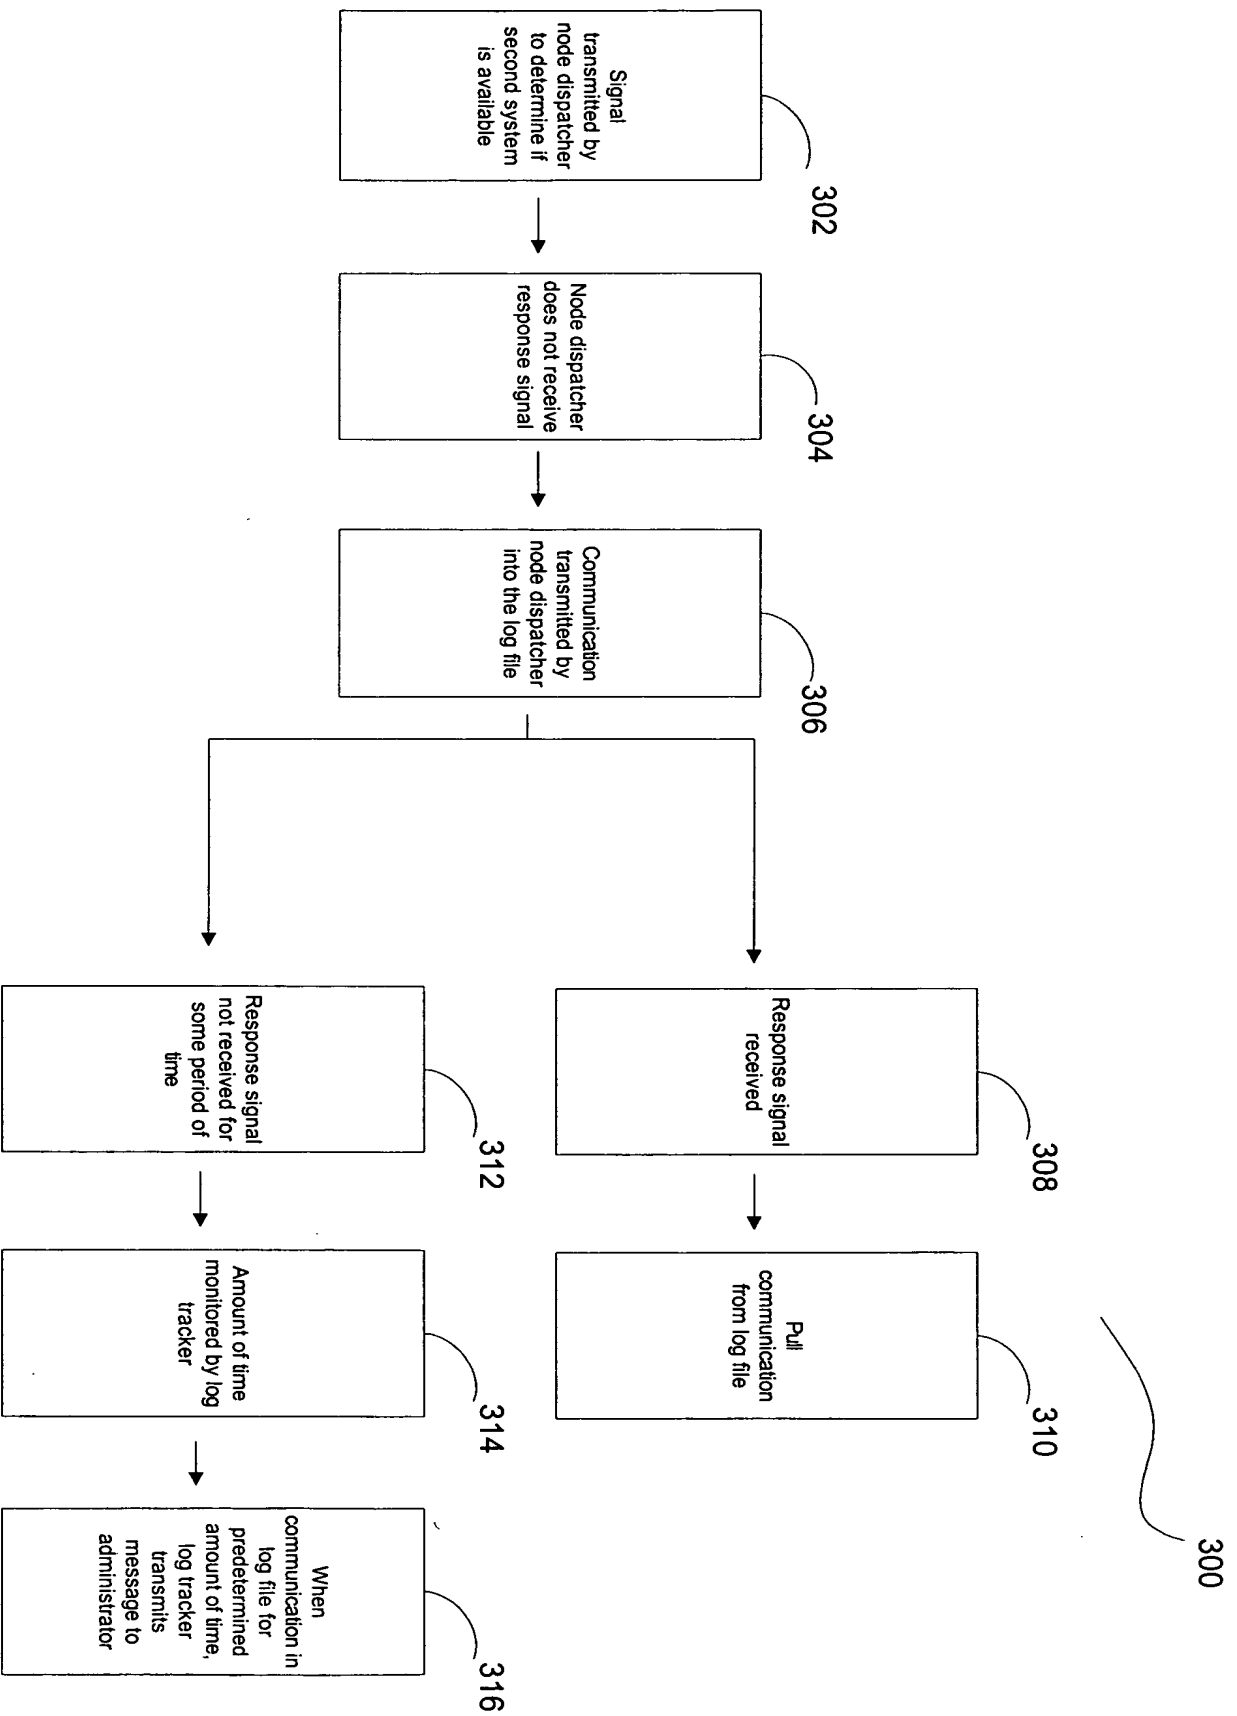 300
302
Signal
transmitted by
node dispatcher
to determine if
second system
is available
304
Node dispatcher
does not receive
response signal
306
Communication
transmitted by
node dispatcher
into the log file
308
Response signal
received
310
Pull
communication
from log file
312
Response signal
not received for
some period of
time
314
Amount of time
monitored by log
tracker
316
When
communication in
log file for
predetermined
amount of time,
log tracker
transmits
message to
administrator